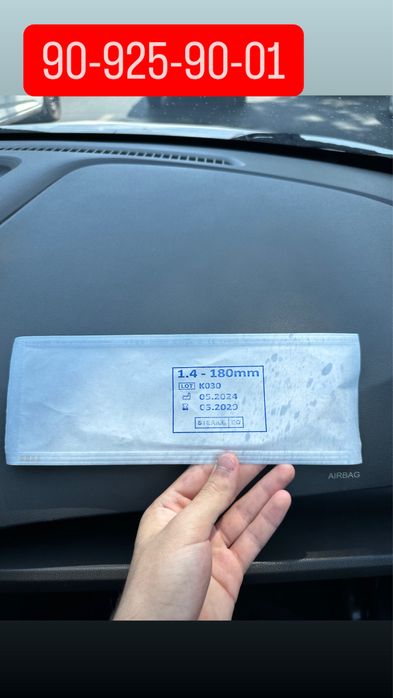 90-925-90-01
1.4 - 180mm
LOT K030
05.2024
05.2029
STERILE EO
AIRBAG